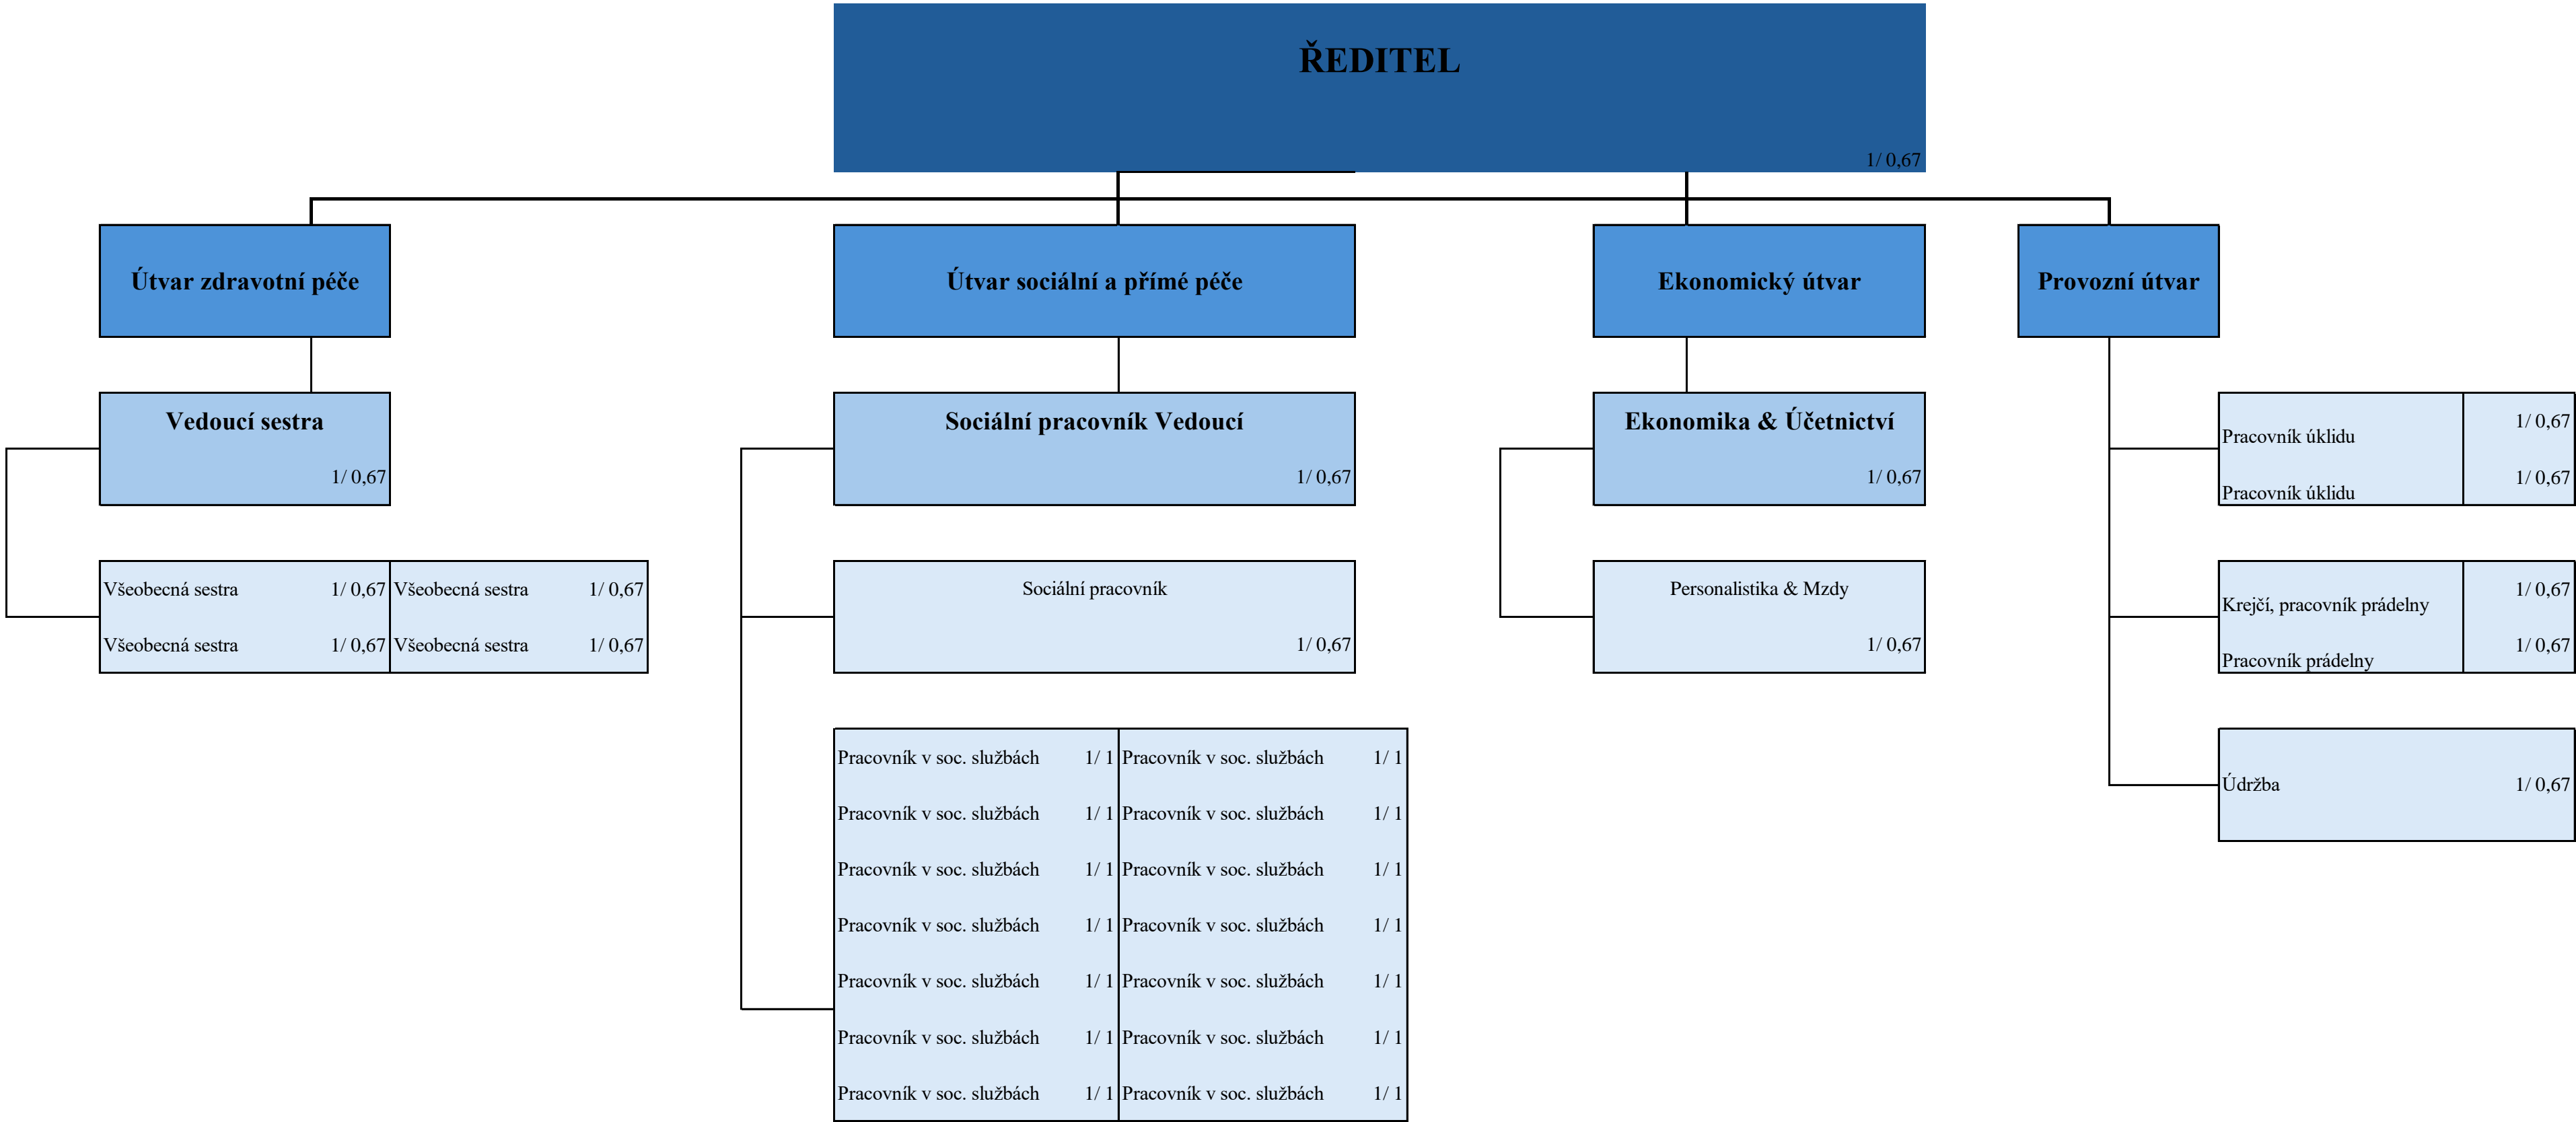 ŘEDITEL
1/ 0,67
Útvar zdravotní péče
Útvar sociální a přímé péče
Ekonomický útvar
Provozní útvar
Vedoucí sestra
1/ 0,67
Sociální pracovník Vedoucí
1/ 0,67
Ekonomika & Účetnictví
1/ 0,67
Pracovník úklidu 1/ 0,67
Pracovník úklidu 1/ 0,67
Všeobecná sestra 1/ 0,67 Všeobecná sestra 1/ 0,67
Všeobecná sestra 1/ 0,67 Všeobecná sestra 1/ 0,67
Sociální pracovník
1/ 0,67
Personalistika & Mzdy
1/ 0,67
Krejčí, pracovník prádelny 1/ 0,67
Pracovník prádelny 1/ 0,67
Pracovník v soc. službách 1/ 1 Pracovník v soc. službách 1/ 1
Pracovník v soc. službách 1/ 1 Pracovník v soc. službách 1/ 1
Pracovník v soc. službách 1/ 1 Pracovník v soc. službách 1/ 1
Pracovník v soc. službách 1/ 1 Pracovník v soc. službách 1/ 1
Pracovník v soc. službách 1/ 1 Pracovník v soc. službách 1/ 1
Pracovník v soc. službách 1/ 1 Pracovník v soc. službách 1/ 1
Pracovník v soc. službách 1/ 1 Pracovník v soc. službách 1/ 1
Údržba 1/ 0,67